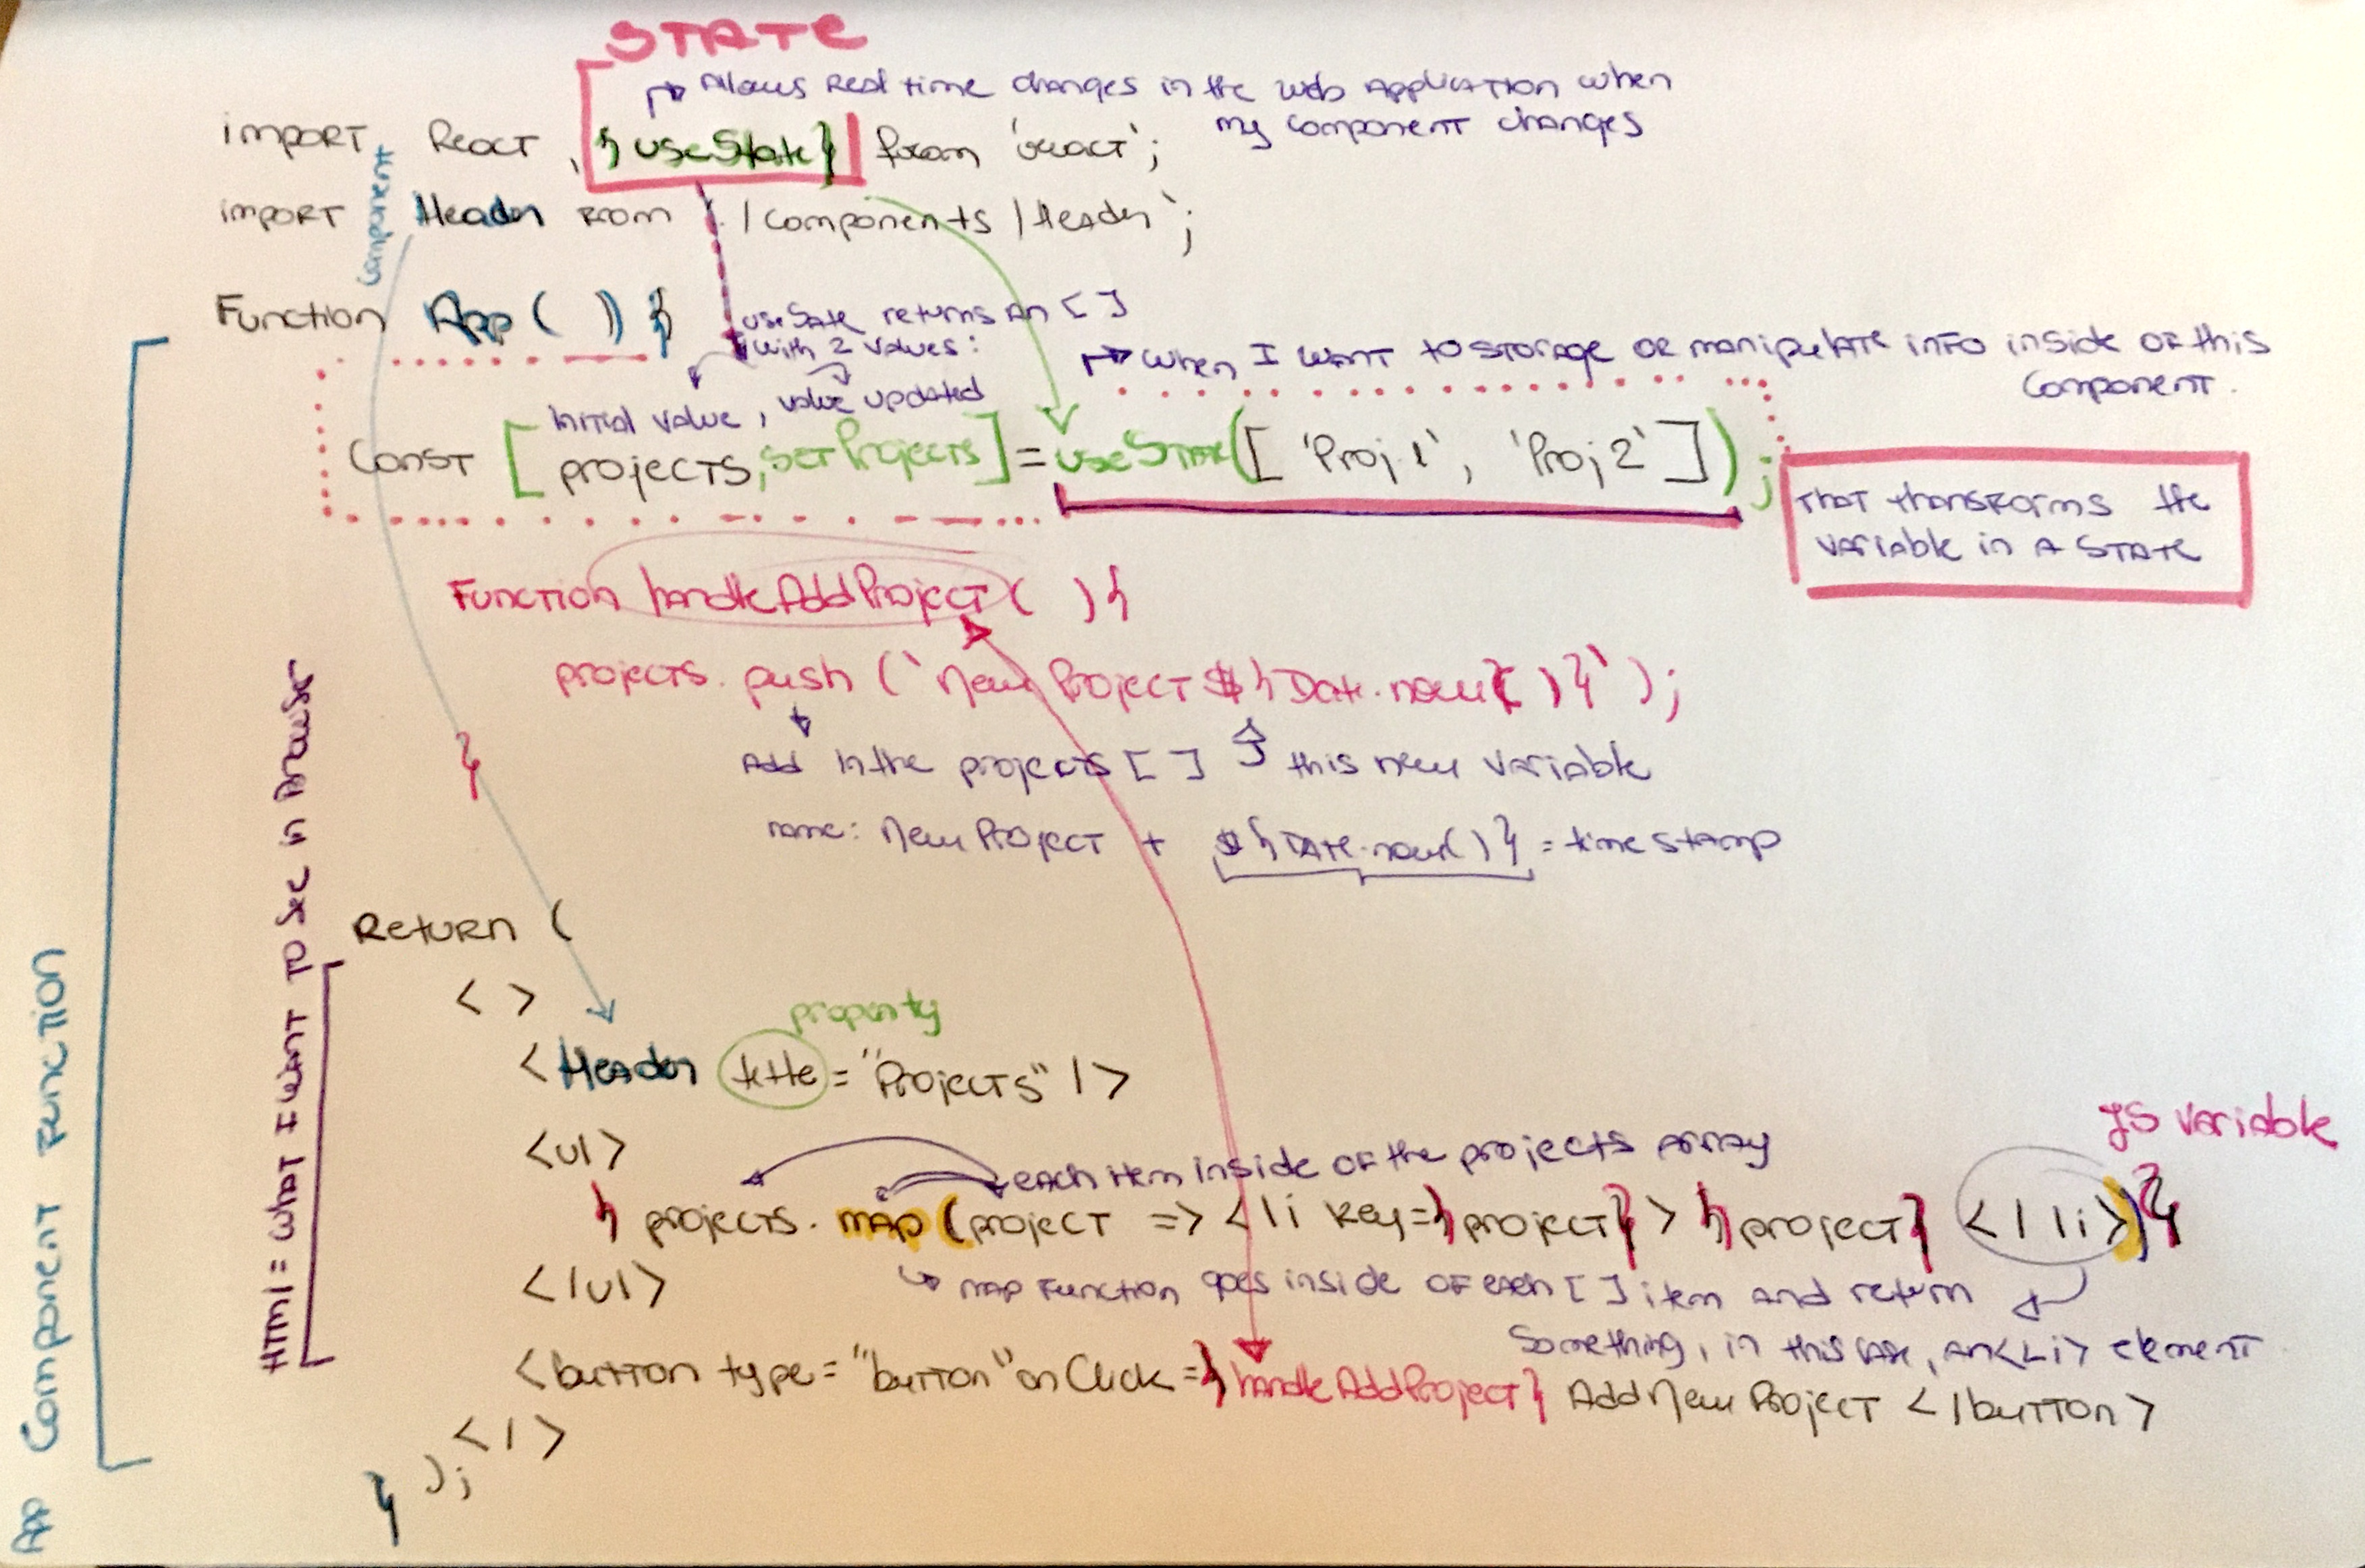 STATE
Allows Real time changes in the web Application when
my component changes
import React, {useState} from 'react';
component
import Header from './components/Header';
Function App ( ) {
useSate returns an [ ]
with 2 values:
When I want to storage or manipulate info inside of this
component.
Initial value, value updated
Const [projects, setProjects] = useState(['Proj.1', 'Proj2']);
That transforms the
variable in a STATE
Function handleAddProject ( ) {
projects.push (`New Project ${Date.now()}`);
Add in the projects [ ] this new variable
name: New Project + ${Date.now()} = timestamp
}
Return (
< >
property
<Header title="Projects" />
<ul>
each item inside of the projects array
JS variable
{projects.map(project => <li key={project}> {project} </li>)}
map function goes inside of each [ ] item and return
something, in this case, an <Li> element
</ul>
<button type="button" onClick={handleAddProject} Add New Project </button>
</>
);
}
Html = what I want to see in Browser
App Component Function